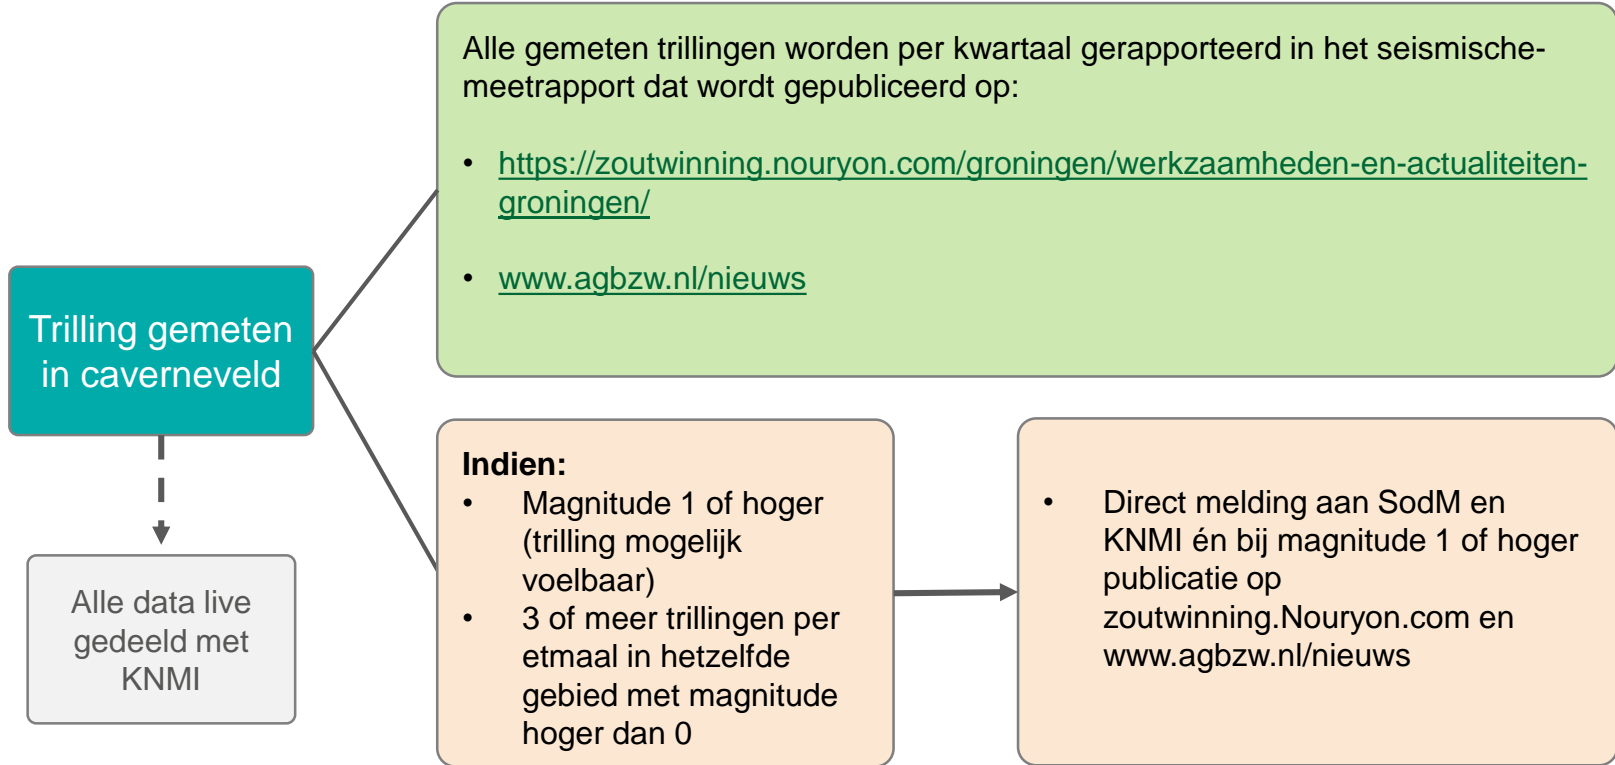 Alle gemeten trillingen worden per kwartaal gerapporteerd in het seismische-
meetrapport dat wordt gepubliceerd op:
• https://zoutwinning.nouryon.com/groningen/werkzaamheden-en-actualiteiten-
groningen/
• www.agbzw.nl/nieuws
Trilling gemeten
in caverneveld
Alle data live
gedeeld met
KNMI
Indien:
• Magnitude 1 of hoger
(trilling mogelijk
voelbaar)
• 3 of meer trillingen per
etmaal in hetzelfde
gebied met magnitude
hoger dan 0
• Direct melding aan SodM en
KNMI én bij magnitude 1 of hoger
publicatie op
zoutwinning.Nouryon.com en
www.agbzw.nl/nieuws